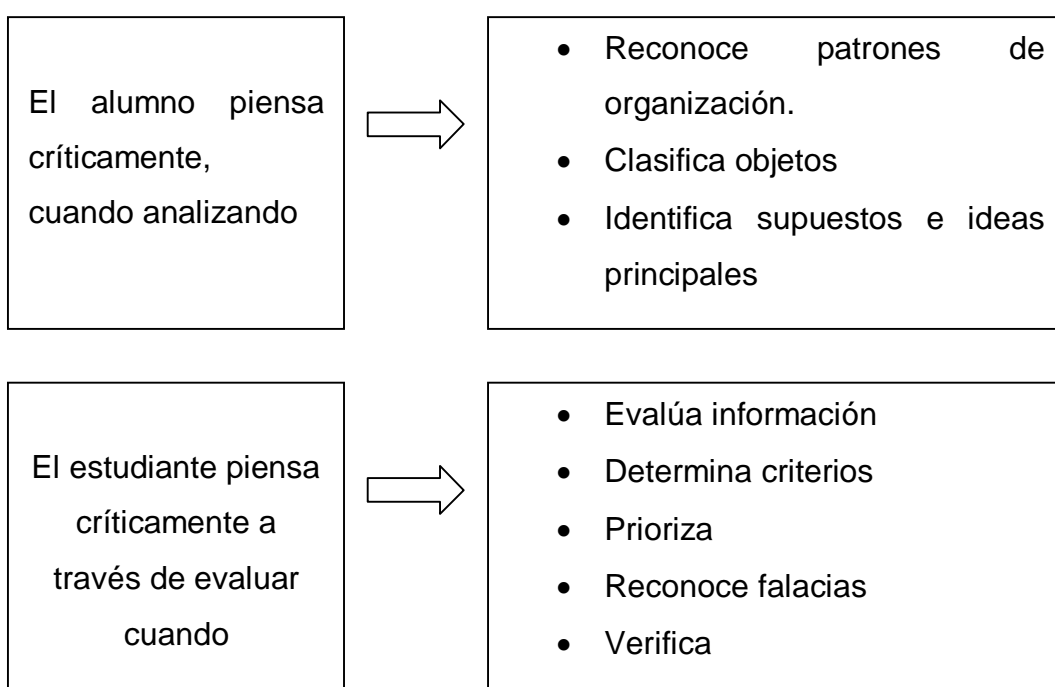 El alumno piensa
críticamente,
cuando analizando
• Reconoce patrones de
organización.
• Clasifica objetos
• Identifica supuestos e ideas
principales
El estudiante piensa
críticamente a
través de evaluar
cuando
• Evalúa información
• Determina criterios
• Prioriza
• Reconoce falacias
• Verifica